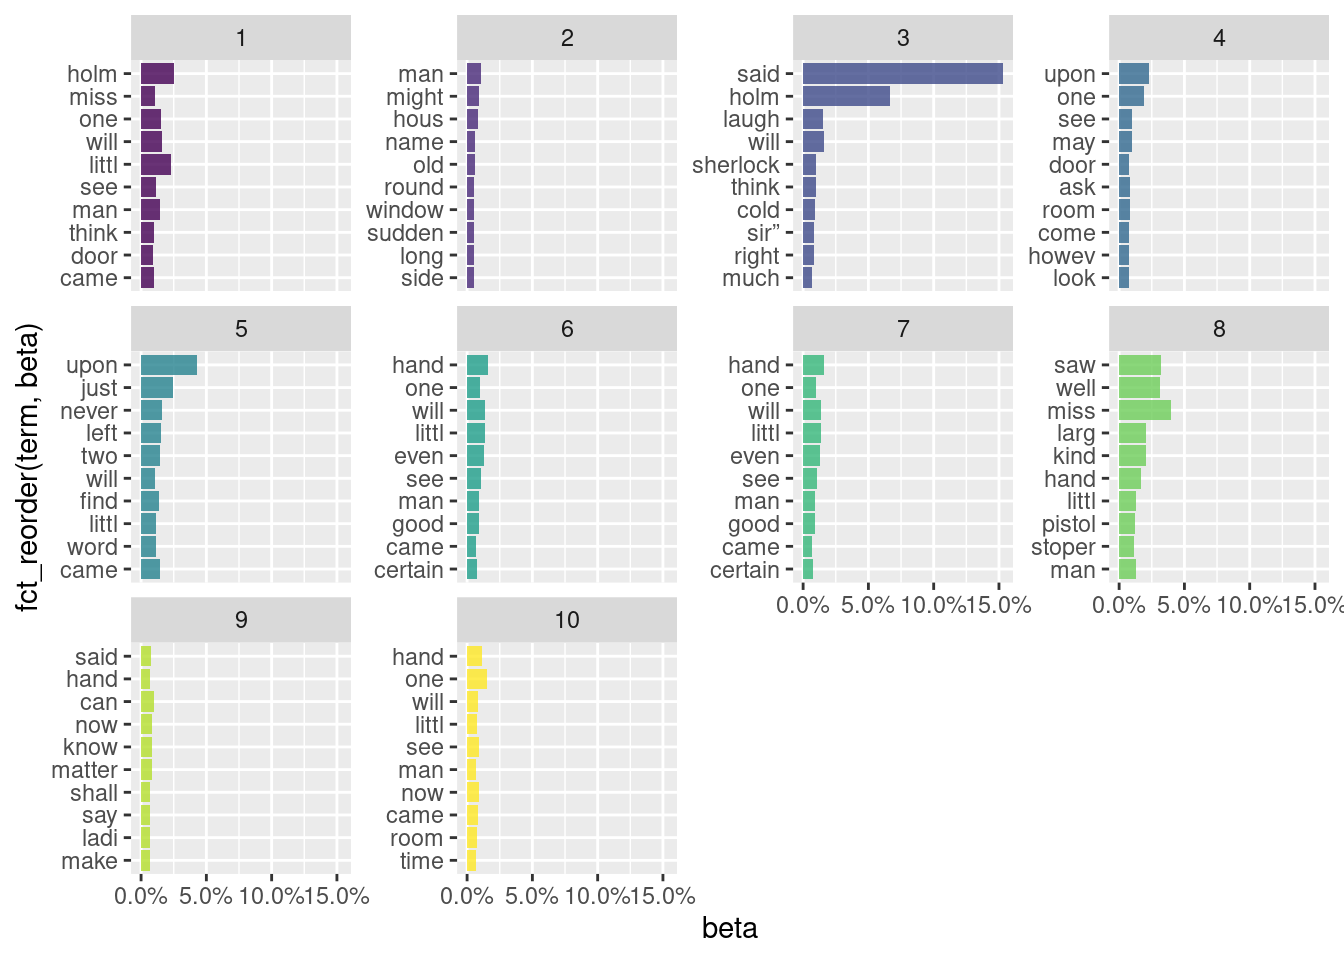 1
holm
miss
one
will
littl
see
man
think
door
came
2
man
might
hous
name
old
round
window
sudden
long
side
3
said
holm
laugh
will
sherlock
think
cold
sir”
right
much
4
upon
one
see
may
door
ask
room
come
howev
look
5
upon
just
never
left
two
will
find
littl
word
came
6
hand
one
will
littl
even
see
man
good
came
certain
7
hand
one
will
littl
even
see
man
good
came
certain
0.0% 5.0% 10.0% 15.0%
8
saw
well
miss
larg
kind
hand
littl
pistol
stoper
man
0.0% 5.0% 10.0% 15.0%
9
said
hand
can
now
know
matter
shall
say
ladi
make
0.0% 5.0% 10.0% 15.0%
10
hand
one
will
littl
see
man
now
came
room
time
0.0% 5.0% 10.0% 15.0%
beta
fct_reorder(term, beta)